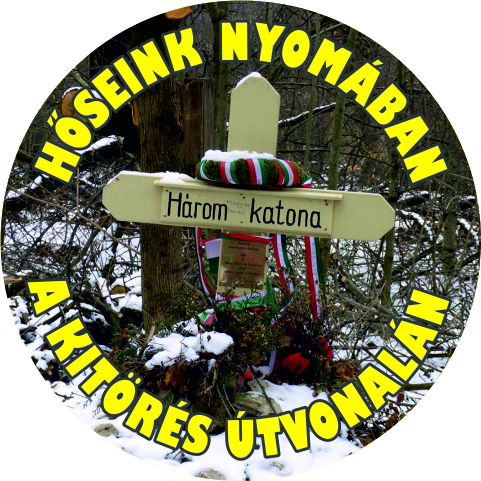 HŐSEINK NYOMÁBAN
Három katona
A KITÖRÉS ÚTVONALÁN